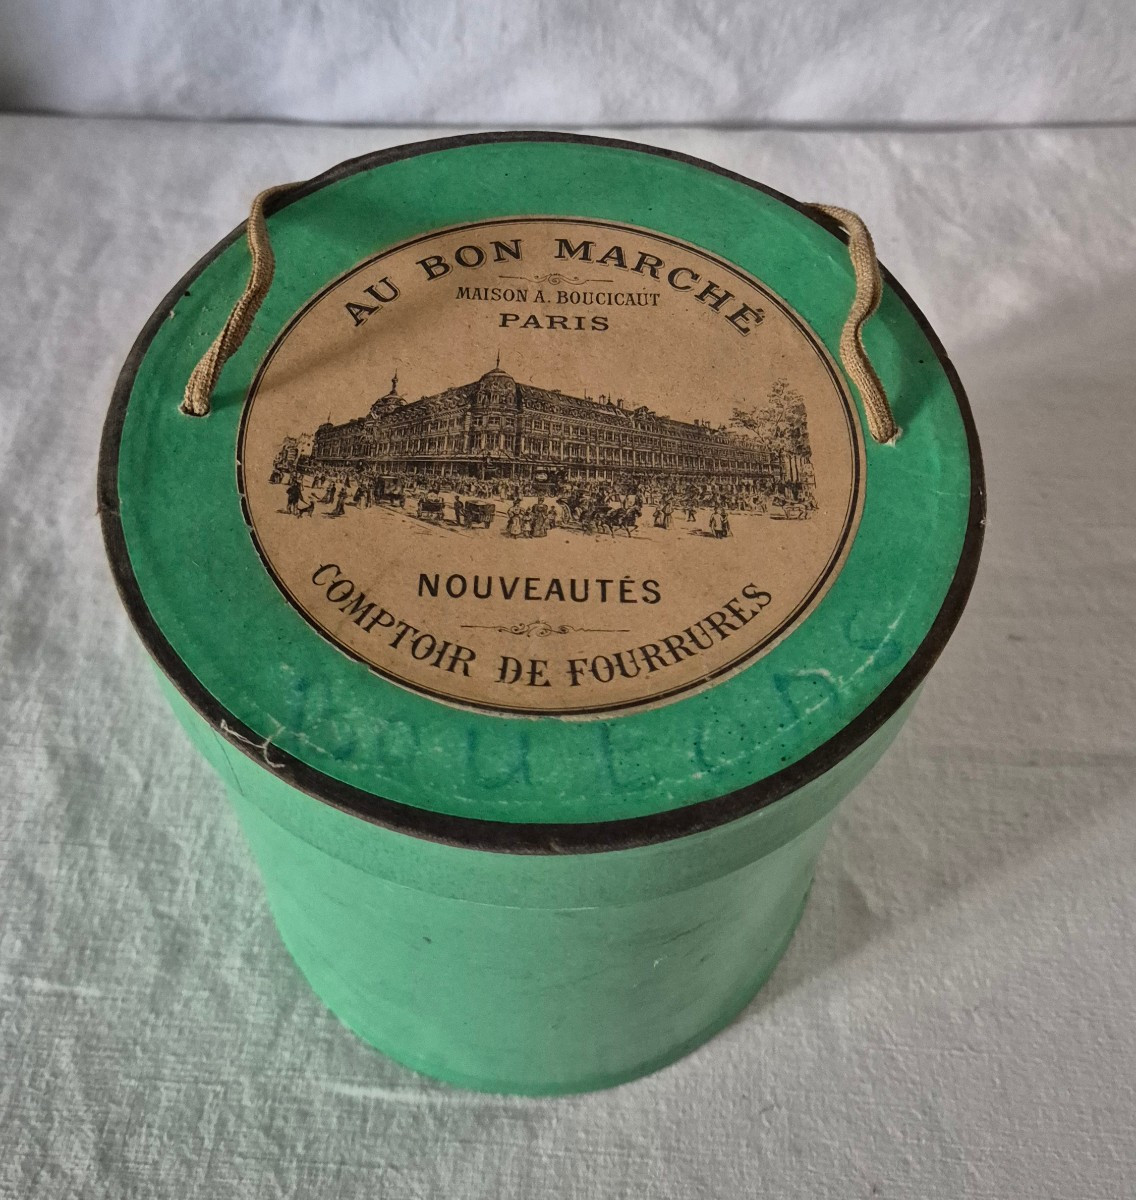 AU BON MARCHÉ
MAISON A. BOUCICAUT
PARIS
NOUVEAUTÉS
COMPTOIR DE FOURRURES